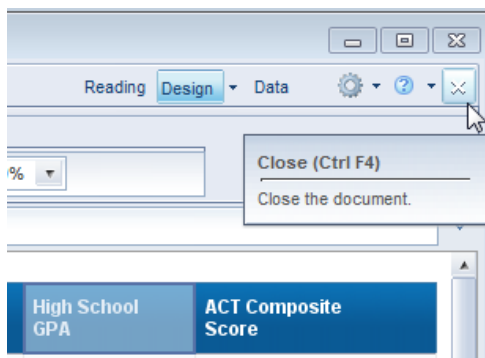 Reading Design Data
Close (Ctrl F4)
% 
Close the document.
High School ACT Composite
GPA Score